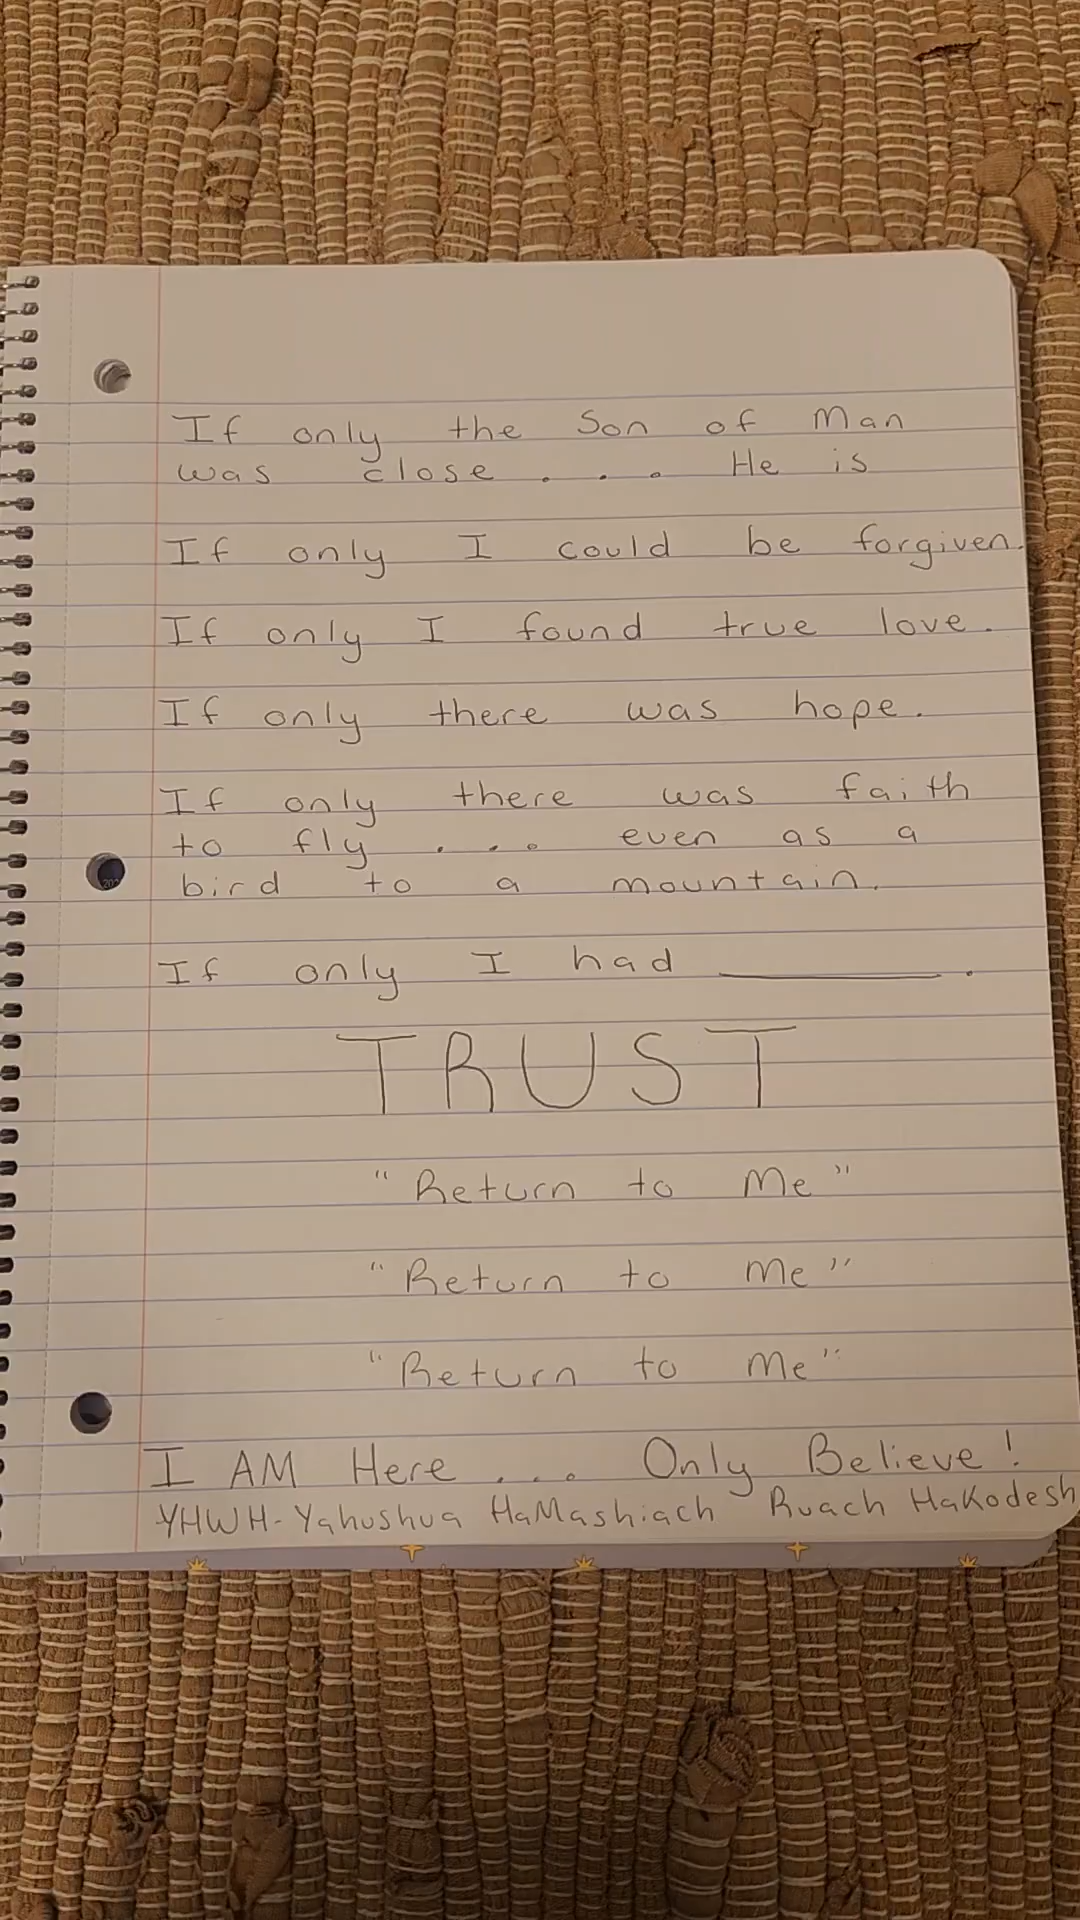 If only the Son of Man
was close . . . He is
If only I could be forgiven.
If only I found true love.
If only there was hope.
If only there was faith
to fly . . . even as a
bird to a mountain.
If only I had ________.
TRUST
"Return to Me"
"Return to Me"
"Return to Me"
I AM Here . . . Only Believe!
YHWH-Yahushua HaMashiach Ruach HaKodesh